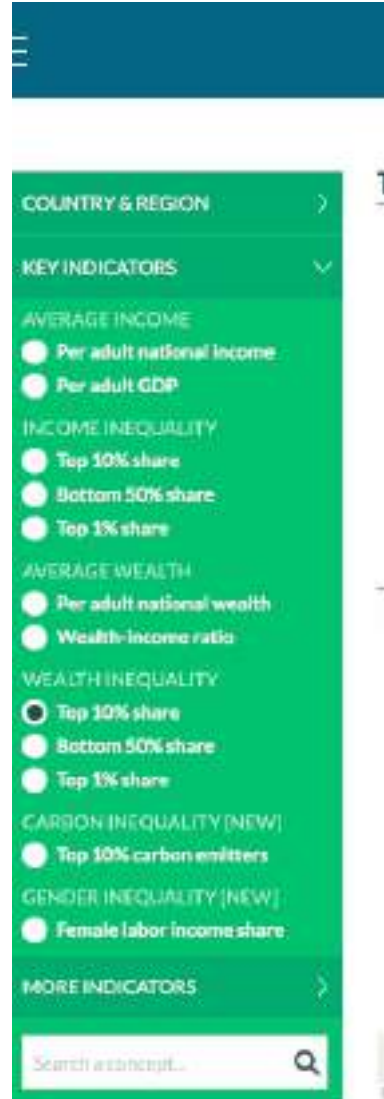 COUNTRY & REGION
KEY INDICATORS
AVERAGE INCOME
Per adult national income
Per adult GDP
INCOME INEQUALITY
Top 10% share
Bottom 50% share
Top 1% share
AVERAGE WEALTH
Per adult national wealth
Wealth-income ratio
WEALTH INEQUALITY
Top 10% share
Bottom 50% share
Top 1% share
CARBON INEQUALITY [NEW]
Top 10% carbon emitters
GENDER INEQUALITY [NEW]
Female labor income share
MORE INDICATORS
Search a concept...